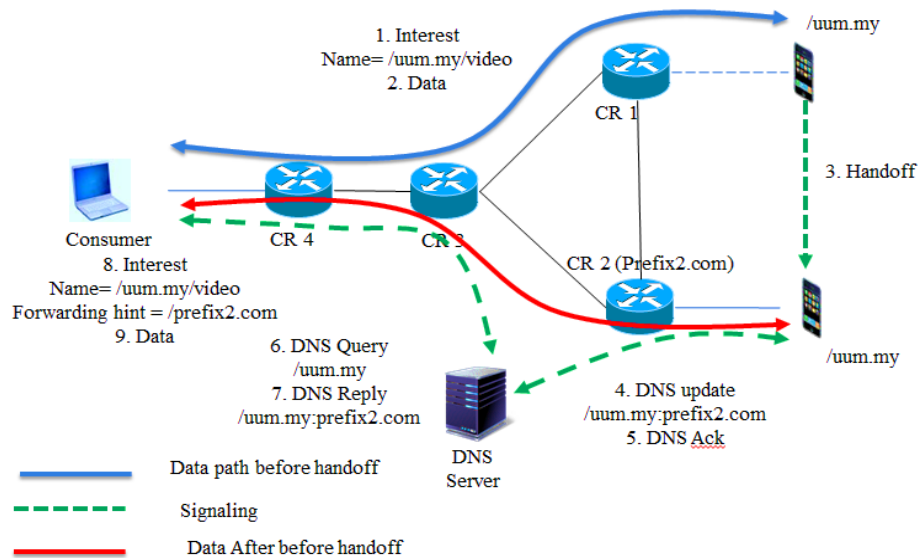 1. Interest
Name= /uum.my/video
2. Data
/uum.my
CR 1
3. Handoff
Consumer
CR 4
CR 3
CR 2 (Prefix2.com)
8. Interest
Name= /uum.my/video
Forwarding hint = /prefix2.com
9. Data
/uum.my
6. DNS Query
/uum.my
7. DNS Reply
/uum.my:prefix2.com
4. DNS update
/uum.my:prefix2.com
5. DNS Ack
DNS
Server
Data path before handoff
Signaling
Data After before handoff